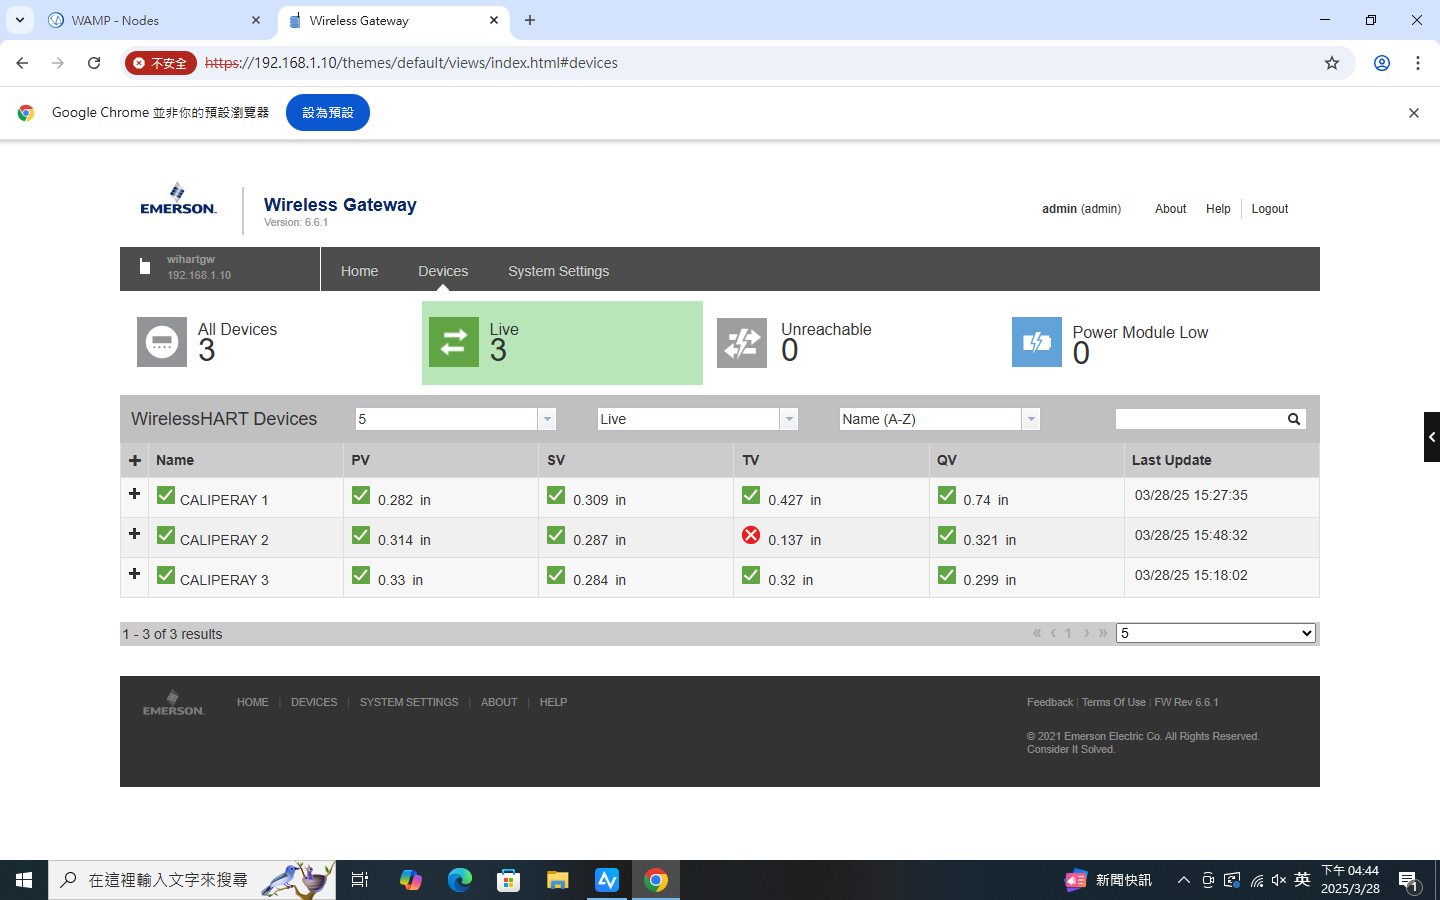 WAMP - Nodes
Wireless Gateway
不安全
https://192.168.1.10/themes/default/views/index.html#devices
Google Chrome 並非你的預設瀏覽器
設為預設
EMERSON.
Wireless Gateway
Version: 6.6.1
admin (admin) About Help Logout
wihartgw
192.168.1.10
Home Devices System Settings
All Devices
3
Live
3
Unreachable
0
Power Module Low
0
WirelessHART Devices 5 Live Name (A-Z)
Name PV SV TV QV Last Update
CALIPERAY 1 0.282 in 0.309 in 0.427 in 0.74 in 03/28/25 15:27:35
CALIPERAY 2 0.314 in 0.287 in 0.137 in 0.321 in 03/28/25 15:48:32
CALIPERAY 3 0.33 in 0.284 in 0.32 in 0.299 in 03/28/25 15:18:02
1 - 3 of 3 results « ‹ 1 › » 5
EMERSON. HOME | DEVICES | SYSTEM SETTINGS | ABOUT | HELP
Feedback | Terms Of Use | FW Rev 6.6.1
© 2021 Emerson Electric Co. All Rights Reserved.
Consider It Solved.
在這裡輸入文字來搜尋
新聞快訊
英
下午 04:44
2025/3/28
1